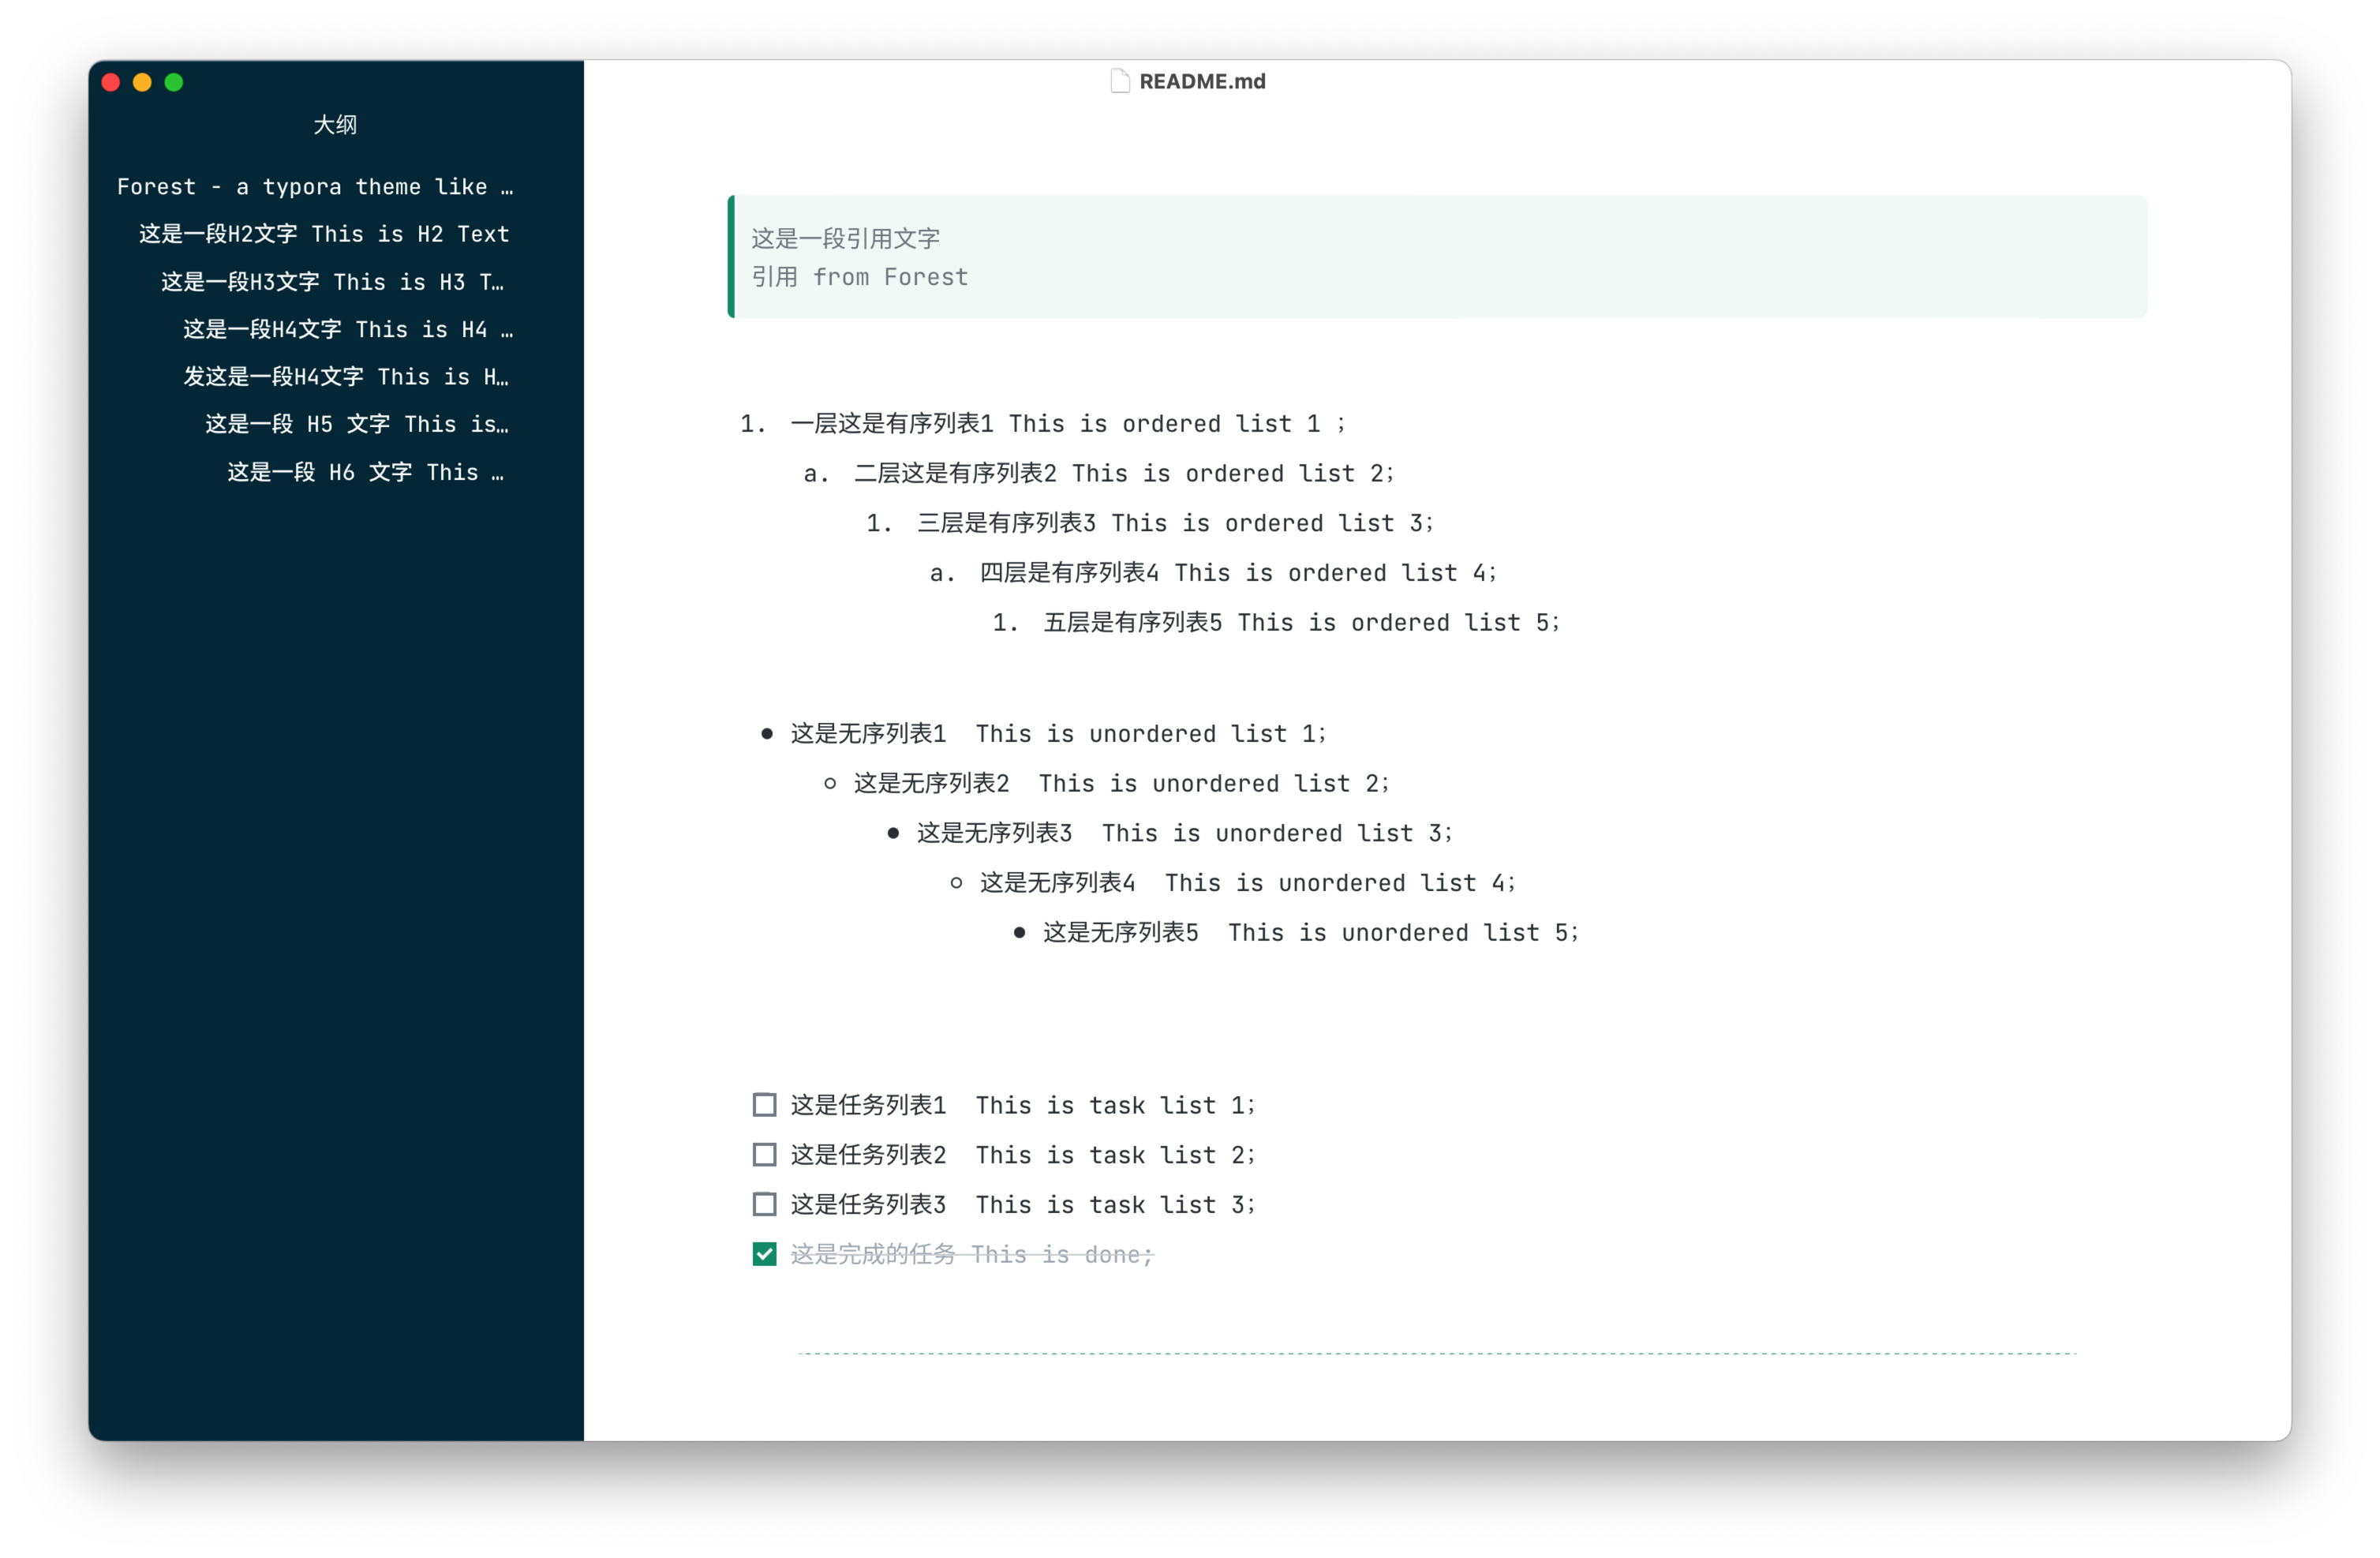 README.md
大纲
Forest - a typora theme like …
这是一段H2文字 This is H2 Text
这是一段H3文字 This is H3 T…
这是一段H4文字 This is H4 …
发这是一段H4文字 This is H…
这是一段 H5 文字 This is…
这是一段 H6 文字 This …
这是一段引用文字
引用 from Forest
1. 一层这是有序列表1 This is ordered list 1 ;
a. 二层这是有序列表2 This is ordered list 2;
1. 三层是有序列表3 This is ordered list 3;
a. 四层是有序列表4 This is ordered list 4;
1. 五层是有序列表5 This is ordered list 5;
这是无序列表1  This is unordered list 1;
这是无序列表2  This is unordered list 2;
这是无序列表3  This is unordered list 3;
这是无序列表4  This is unordered list 4;
这是无序列表5  This is unordered list 5;
这是任务列表1  This is task list 1;
这是任务列表2  This is task list 2;
这是任务列表3  This is task list 3;
这是完成的任务 This is done;